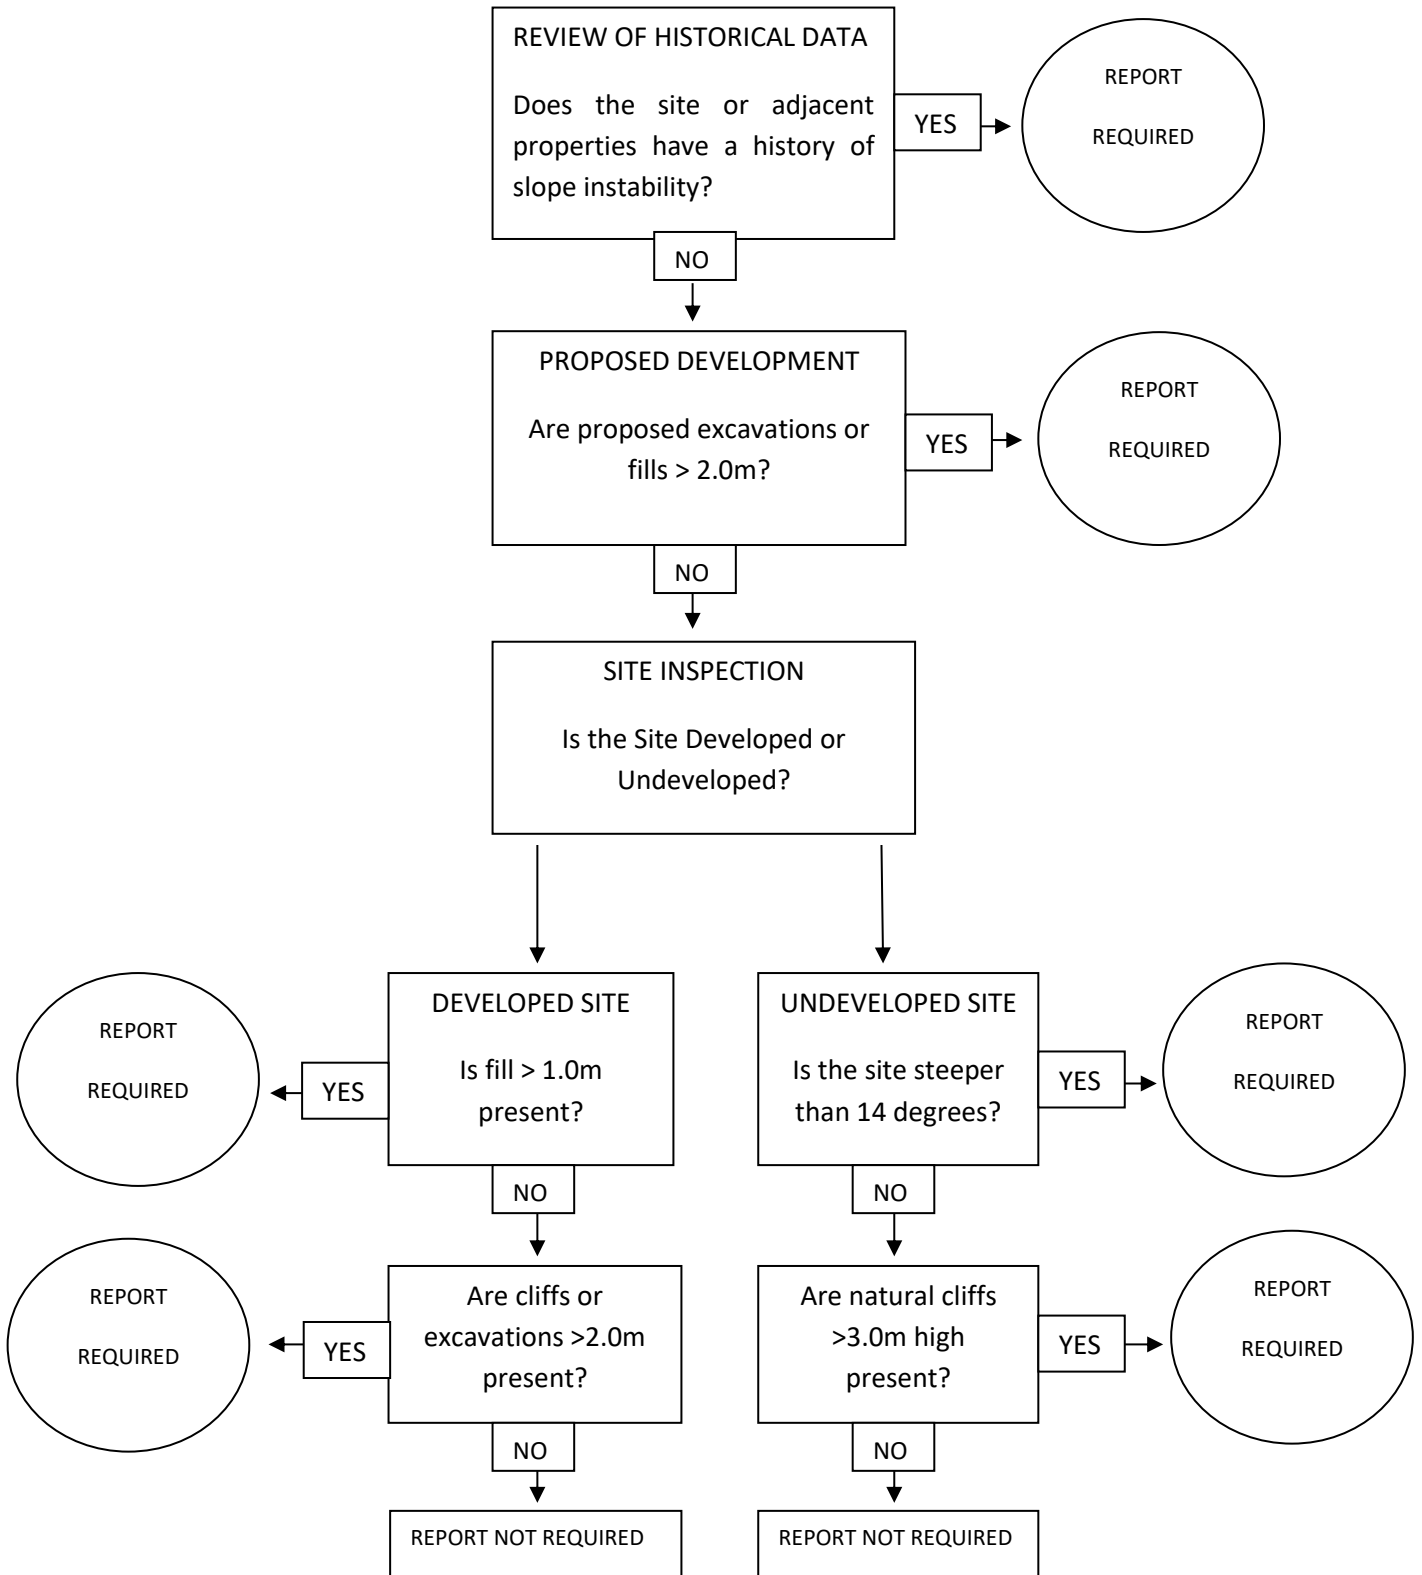 REVIEW OF HISTORICAL DATA
Does the site or adjacent
properties have a history of
slope instability?
YES
REPORT
REQUIRED
NO
PROPOSED DEVELOPMENT
Are proposed excavations or
fills > 2.0m?
YES
REPORT
REQUIRED
NO
SITE INSPECTION
Is the Site Developed or
Undeveloped?
DEVELOPED SITE
Is fill > 1.0m
present?
YES
REPORT
REQUIRED
NO
Are cliffs or
excavations >2.0m
present?
YES
REPORT
REQUIRED
NO
REPORT NOT REQUIRED
UNDEVELOPED SITE
Is the site steeper
than 14 degrees?
YES
REPORT
REQUIRED
NO
Are natural cliffs
>3.0m high
present?
YES
REPORT
REQUIRED
NO
REPORT NOT REQUIRED